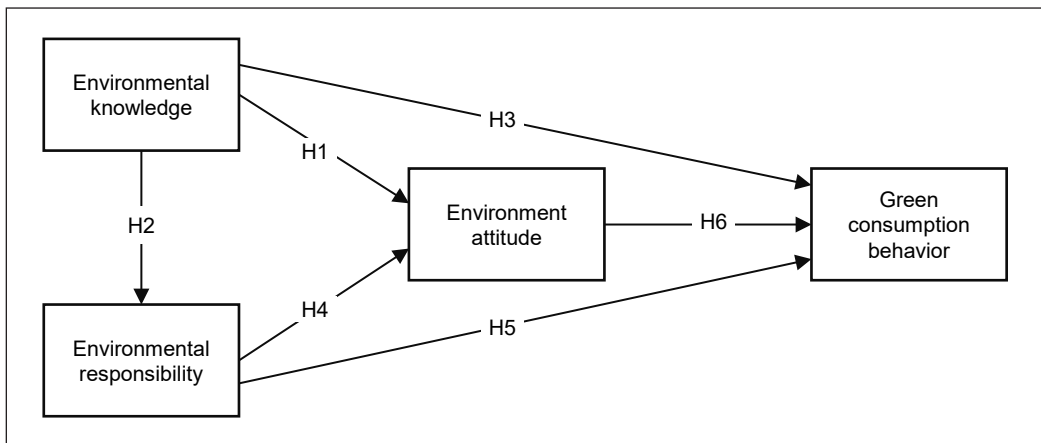 Environmental
knowledge
H3
H1
H2
Environment
attitude
H6
Green
consumption
behavior
H4
H5
Environmental
responsibility